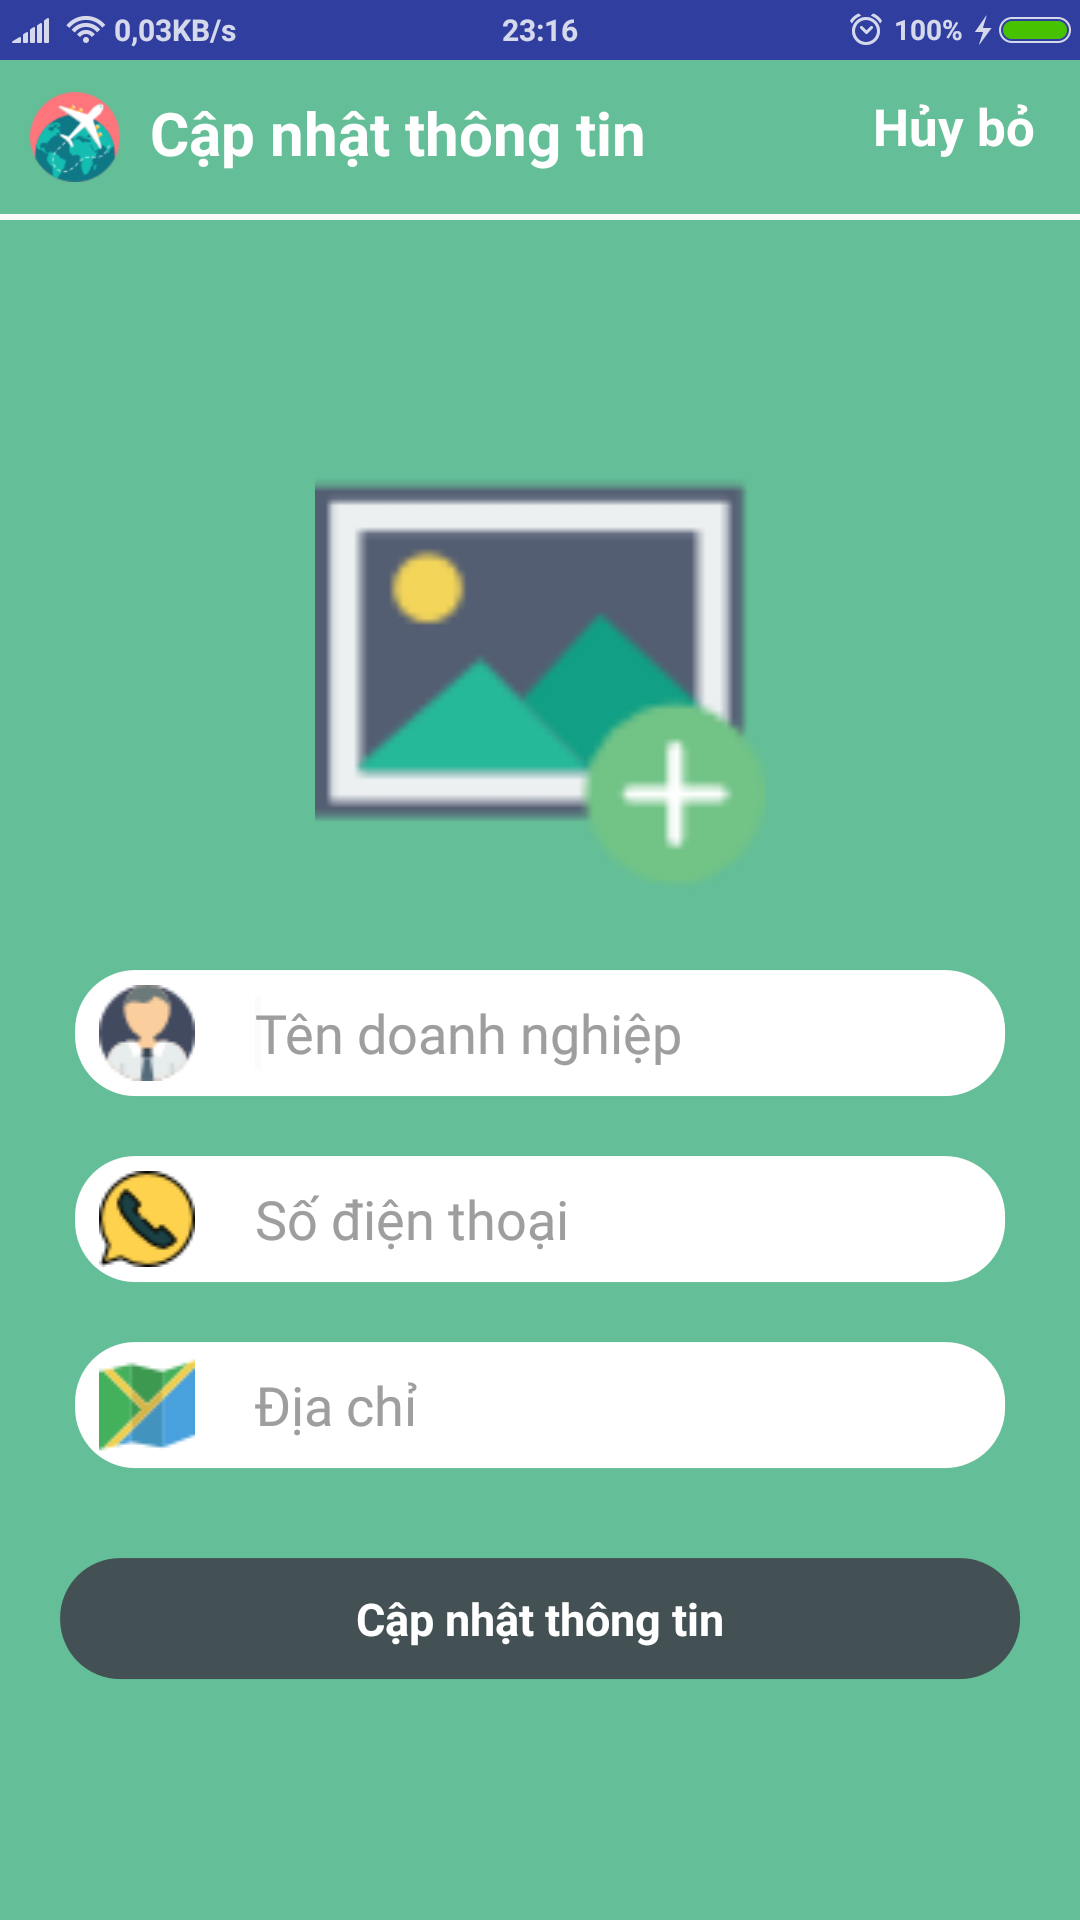 0,03KB/s 23:16 100%
Cập nhật thông tin Hủy bỏ
Tên doanh nghiệp
Số điện thoại
Địa chỉ
Cập nhật thông tin